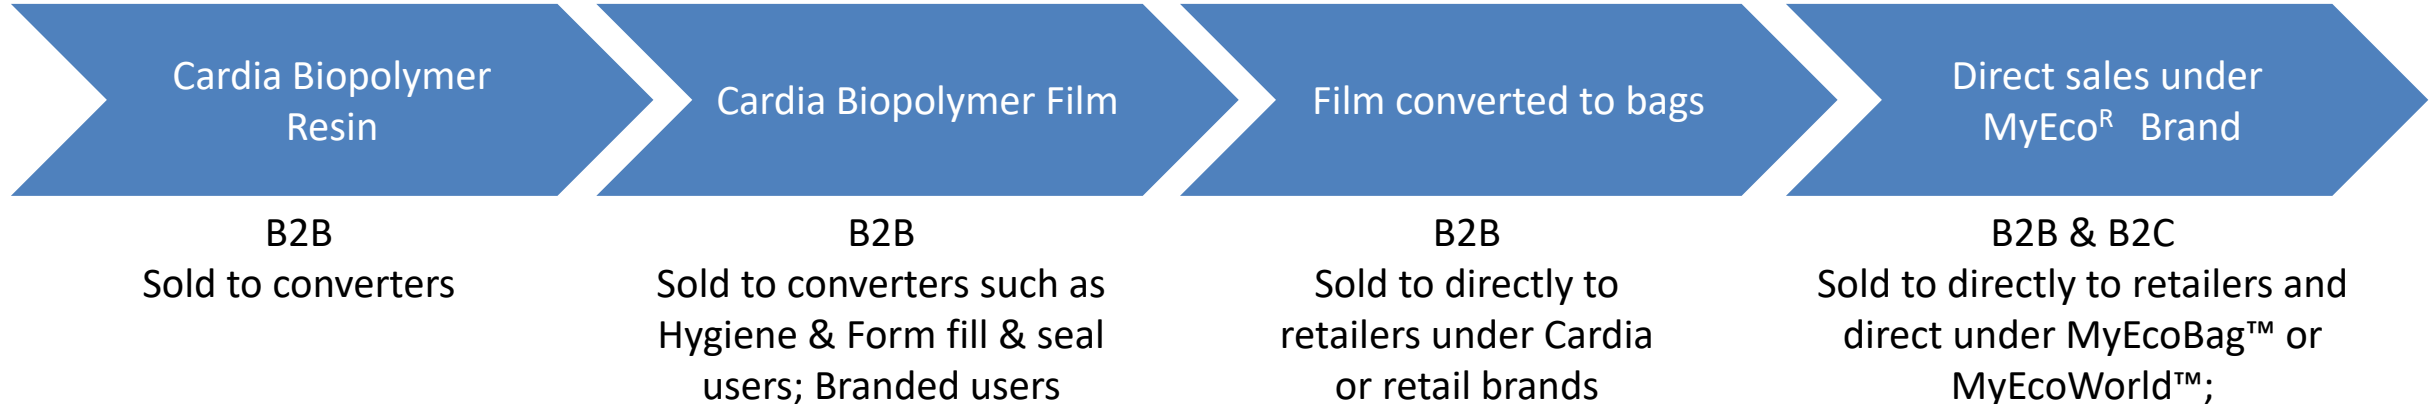 Cardia Biopolymer
Resin
Cardia Biopolymer Film
Film converted to bags
Direct sales under
MyEcoᴿ Brand
B2B
Sold to converters
B2B
Sold to converters such as
Hygiene & Form fill & seal
users; Branded users
B2B
Sold to directly to
retailers under Cardia
or retail brands
B2B & B2C
Sold to directly to retailers and
direct under MyEcoBag™ or
MyEcoWorld™;